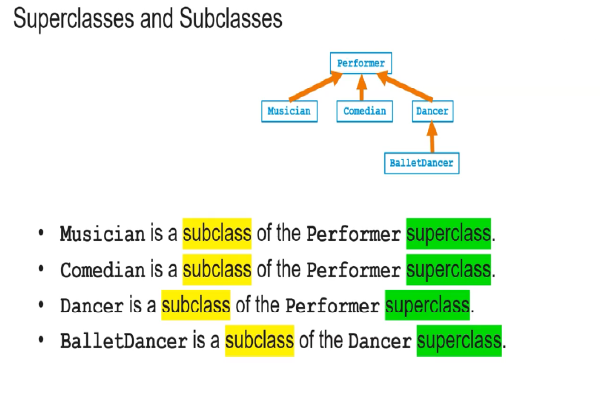 Superclasses and Subclasses
Performer
Musician Comedian Dancer
BalletDancer
• Musician is a subclass of the Performer superclass.
• Comedian is a subclass of the Performer superclass.
• Dancer is a subclass of the Performer superclass.
• BalletDancer is a subclass of the Dancer superclass.